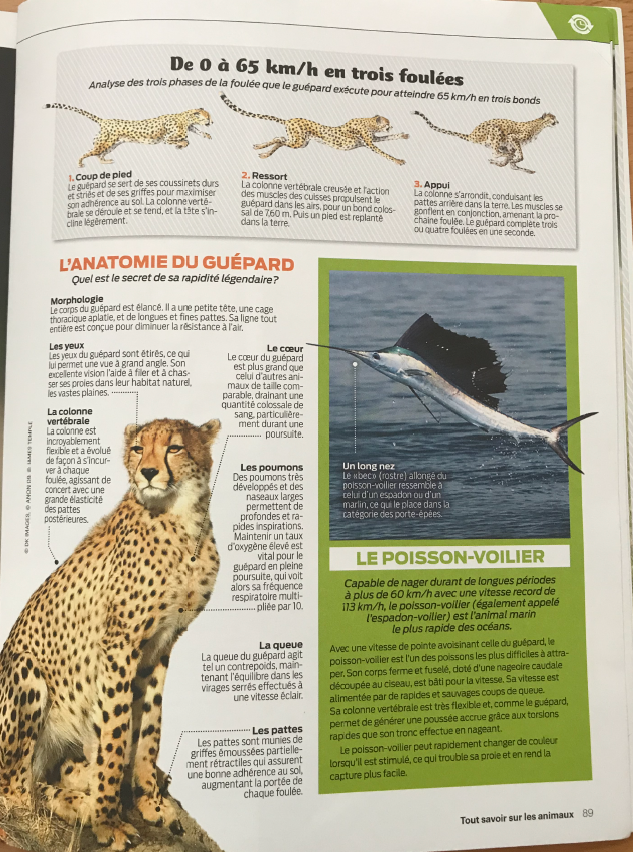 De 0 à 65 km/h en trois foulées
Analyse des trois phases de la foulée que le guépard exécute pour atteindre 65 km/h en trois bonds
1. Coup de pied
Le guépard se sert de ses coussinets durs
et striés et de ses griffes pour maximiser
son adhérence au sol. La colonne verté-
brale se déroule et se tend, et la tête s'in-
cline légèrement.
2. Ressort
La colonne vertébrale creusée et l'action
des muscles des cuisses propulsent le
guépard dans les airs, pour un bond colos-
sal de 7,60 m. Puis un pied est replanté
dans la terre.
3. Appui
La colonne s'arrondit, conduisant les
pattes arrière dans la terre. Les muscles se
gonflent en conjonction, amenant la pro-
chaine foulée. Le guépard complète trois
ou quatre foulées en une seconde.
L'ANATOMIE DU GUÉPARD
Quel est le secret de sa rapidité légendaire?
Morphologie
Le corps du guépard est élancé. Il a une petite tête, une cage
thoracique aplatie, et de longues et fines pattes. Sa ligne tout
entière est conçue pour diminuer la résistance à l'air.
Les yeux
Les yeux du guépard sont étirés, ce qui
lui permet une vue à grand angle. Son
excellente vision l'aide à filer et à chas-
ser ses proies dans leur habitat naturel,
les vastes plaines.
La colonne
vertébrale
La colonne est
incroyablement
flexible et a évolué
de façon à s'incur-
ver à chaque
foulée, agissant de
concert avec une
grande élasticité
des pattes
postérieures.
© DK IMAGES, © ANON DB © JAMES TEMPLE
Le cœur
Le cœur du guépard
est plus grand que
celui d'autres ani-
maux de taille com-
parable, drainant une
quantité colossale de
sang, particulière-
ment durant une
poursuite.
Les poumons
Des poumons très
développés et des
naseaux larges
permettent de
profondes et ra-
pides inspirations.
Maintenir un taux
d'oxygène élevé est
vital pour le
guépard en pleine
poursuite, qui voit
alors sa fréquence
respiratoire multi-
pliée par 10.
La queue
La queue du guépard agit
tel un contrepoids, main-
tenant l'équilibre dans les
virages serrés effectués à
une vitesse éclair.
Les pattes
Les pattes sont munies de
griffes émoussées partielle-
ment rétractiles qui assurent
une bonne adhérence au sol,
augmentant la portée de
chaque foulée.
Un long nez
Le «bec» (rostre) allongé du
poisson-voilier ressemble à
celui d'un espadon ou d'un
marlin, ce qui le place dans la
catégorie des porte-épées.
LE POISSON-VOILIER
Capable de nager durant de longues périodes
à plus de 60 km/h avec une vitesse record de
113 km/h, le poisson-voilier (également appelé
l'espadon-voilier) est l'animal marin
le plus rapide des océans.
Avec une vitesse de pointe avoisinant celle du guépard, le
poisson-voilier est l'un des poissons les plus difficiles à attra-
per. Son corps ferme et fuselé, doté d'une nageoire caudale
découpée au ciseau, est bâti pour la vitesse. Sa vitesse est
alimentée par de rapides et sauvages coups de queue.
Sa colonne vertébrale est très flexible et, comme le guépard,
permet de générer une poussée accrue grâce aux torsions
rapides que son tronc effectue en nageant.
Le poisson-voilier peut rapidement changer de couleur
lorsqu'il est stimulé, ce qui trouble sa proie et en rend la
capture plus facile.
Tout savoir sur les animaux 89